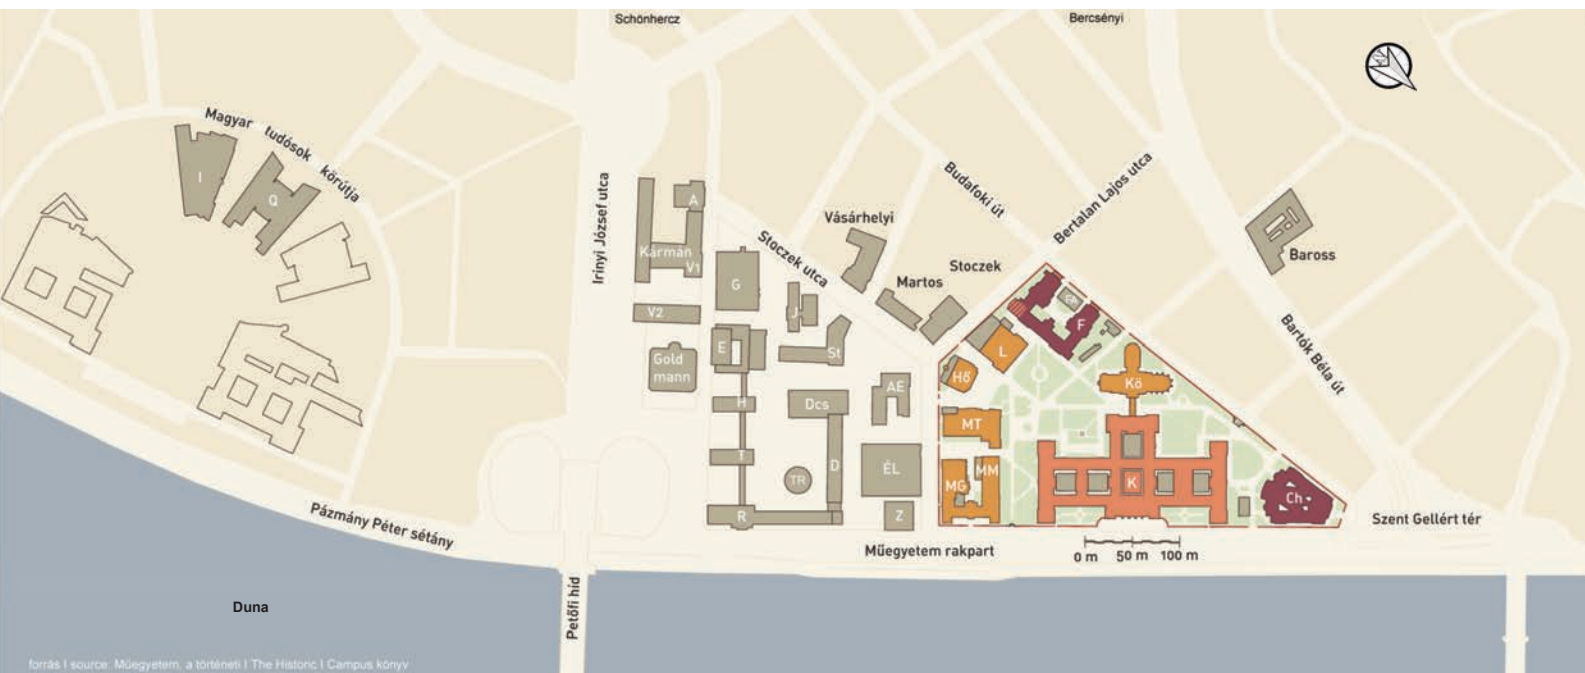 Schönhercz
Bercsényi
Magyar tudósok körútja
I
Q
Irinyi József utca
A
Kármán
V1
V2
Gold
mann
G
E
H
T
R
J
St
Dcs
D
TR
AE
ÉL
Z
Stoczek utca
Vásárhelyi
Martos
Stoczek
Budafoki út
Bertalan Lajos utca
Baross
Bartók Béla út
FA
F
L
Hő
Kö
MT
MM
MG
K
Ch
Szent Gellért tér
Műegyetem rakpart
0 m 50 m 100 m
Pázmány Péter sétány
Petőfi híd
Duna
forrás I source: Műegyetem, a történeti I The Historic I Campus könyv